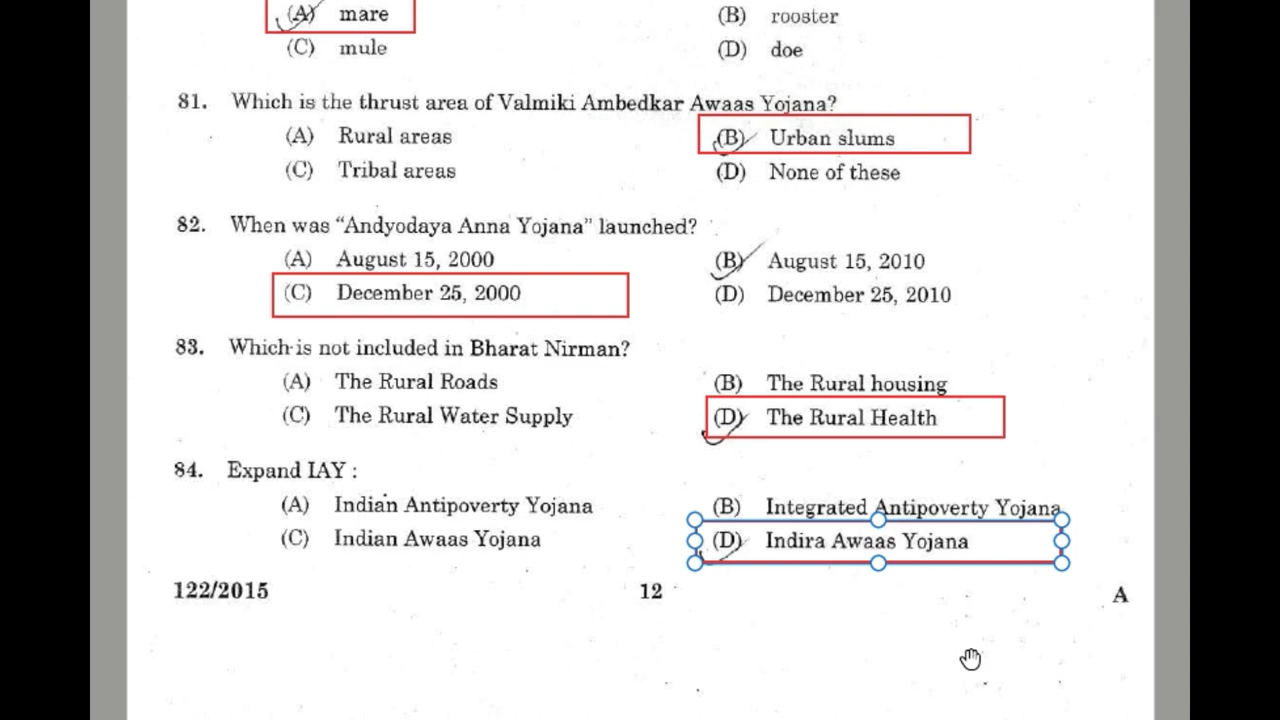 (A) mare (B) rooster
(C) mule (D) doe
81. Which is the thrust area of Valmiki Ambedkar Awaas Yojana?
(A) Rural areas (B) Urban slums
(C) Tribal areas (D) None of these
82. When was “Andyodaya Anna Yojana” launched?
(A) August 15, 2000 (B) August 15, 2010
(C) December 25, 2000 (D) December 25, 2010
83. Which is not included in Bharat Nirman?
(A) The Rural Roads (B) The Rural housing
(C) The Rural Water Supply (D) The Rural Health
84. Expand IAY :
(A) Indian Antipoverty Yojana (B) Integrated Antipoverty Yojana
(C) Indian Awaas Yojana (D) Indira Awaas Yojana
122/2015 12 A